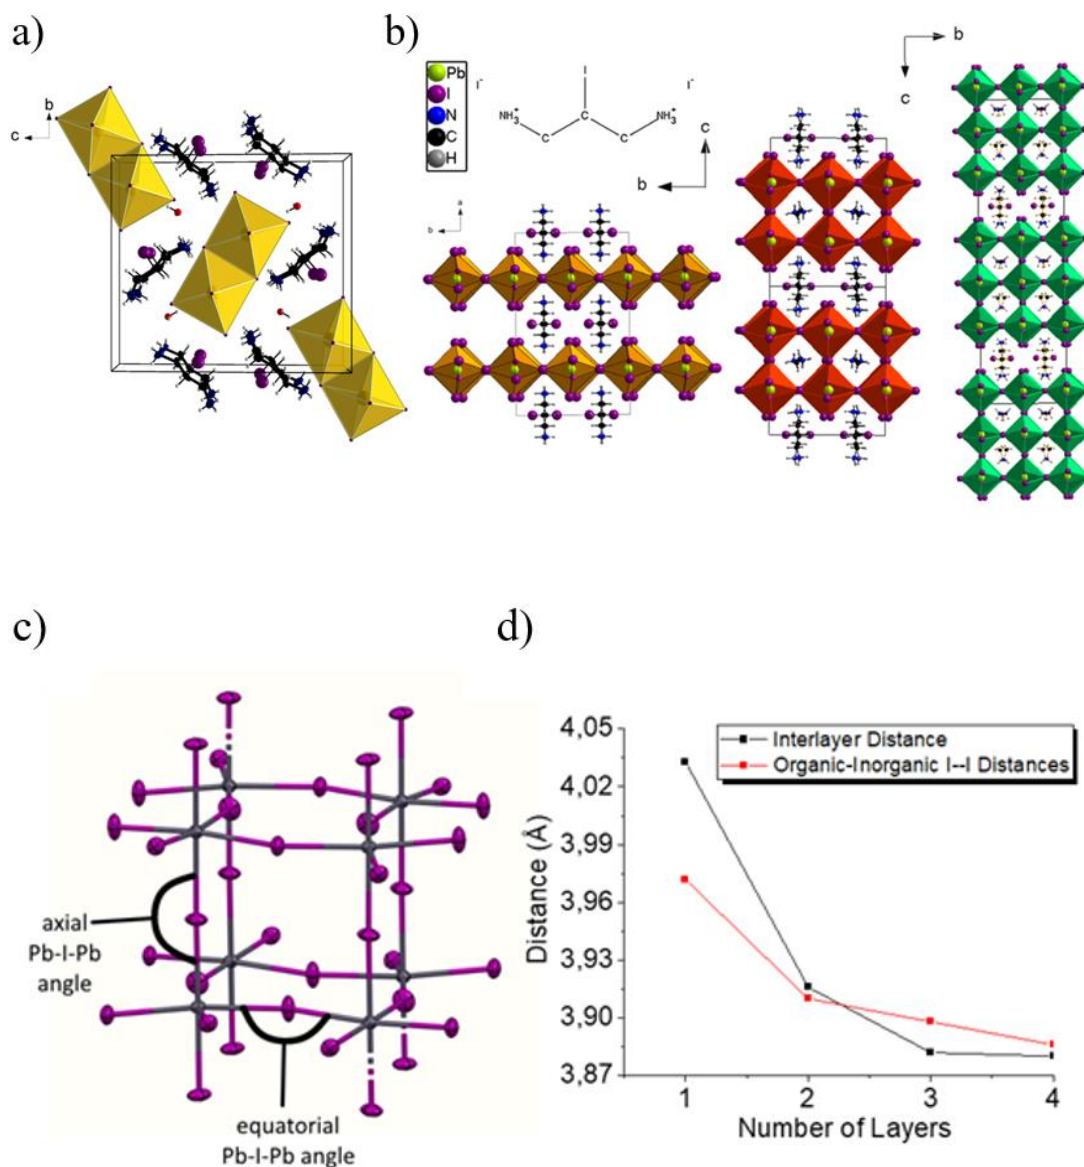 a)
b
c
b)
Pb
I
N
C
H
I⁻
I
I⁻
NH₃⁺
NH₃⁺
C
C
C
c
b
a
b
b
c
c)
axial
Pb-I-Pb
angle
equatorial
Pb-I-Pb angle
d)
Interlayer Distance
Organic-Inorganic I--I Distances
Distance (Å)
4,05
4,02
3,99
3,96
3,93
3,90
3,87
1 2 3 4
Number of Layers